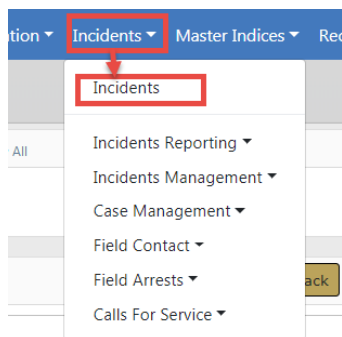 tion Incidents Master Indices Rec
Incidents
All
Incidents Reporting
Incidents Management
Case Management
Field Contact
Field Arrests
ack
Calls For Service